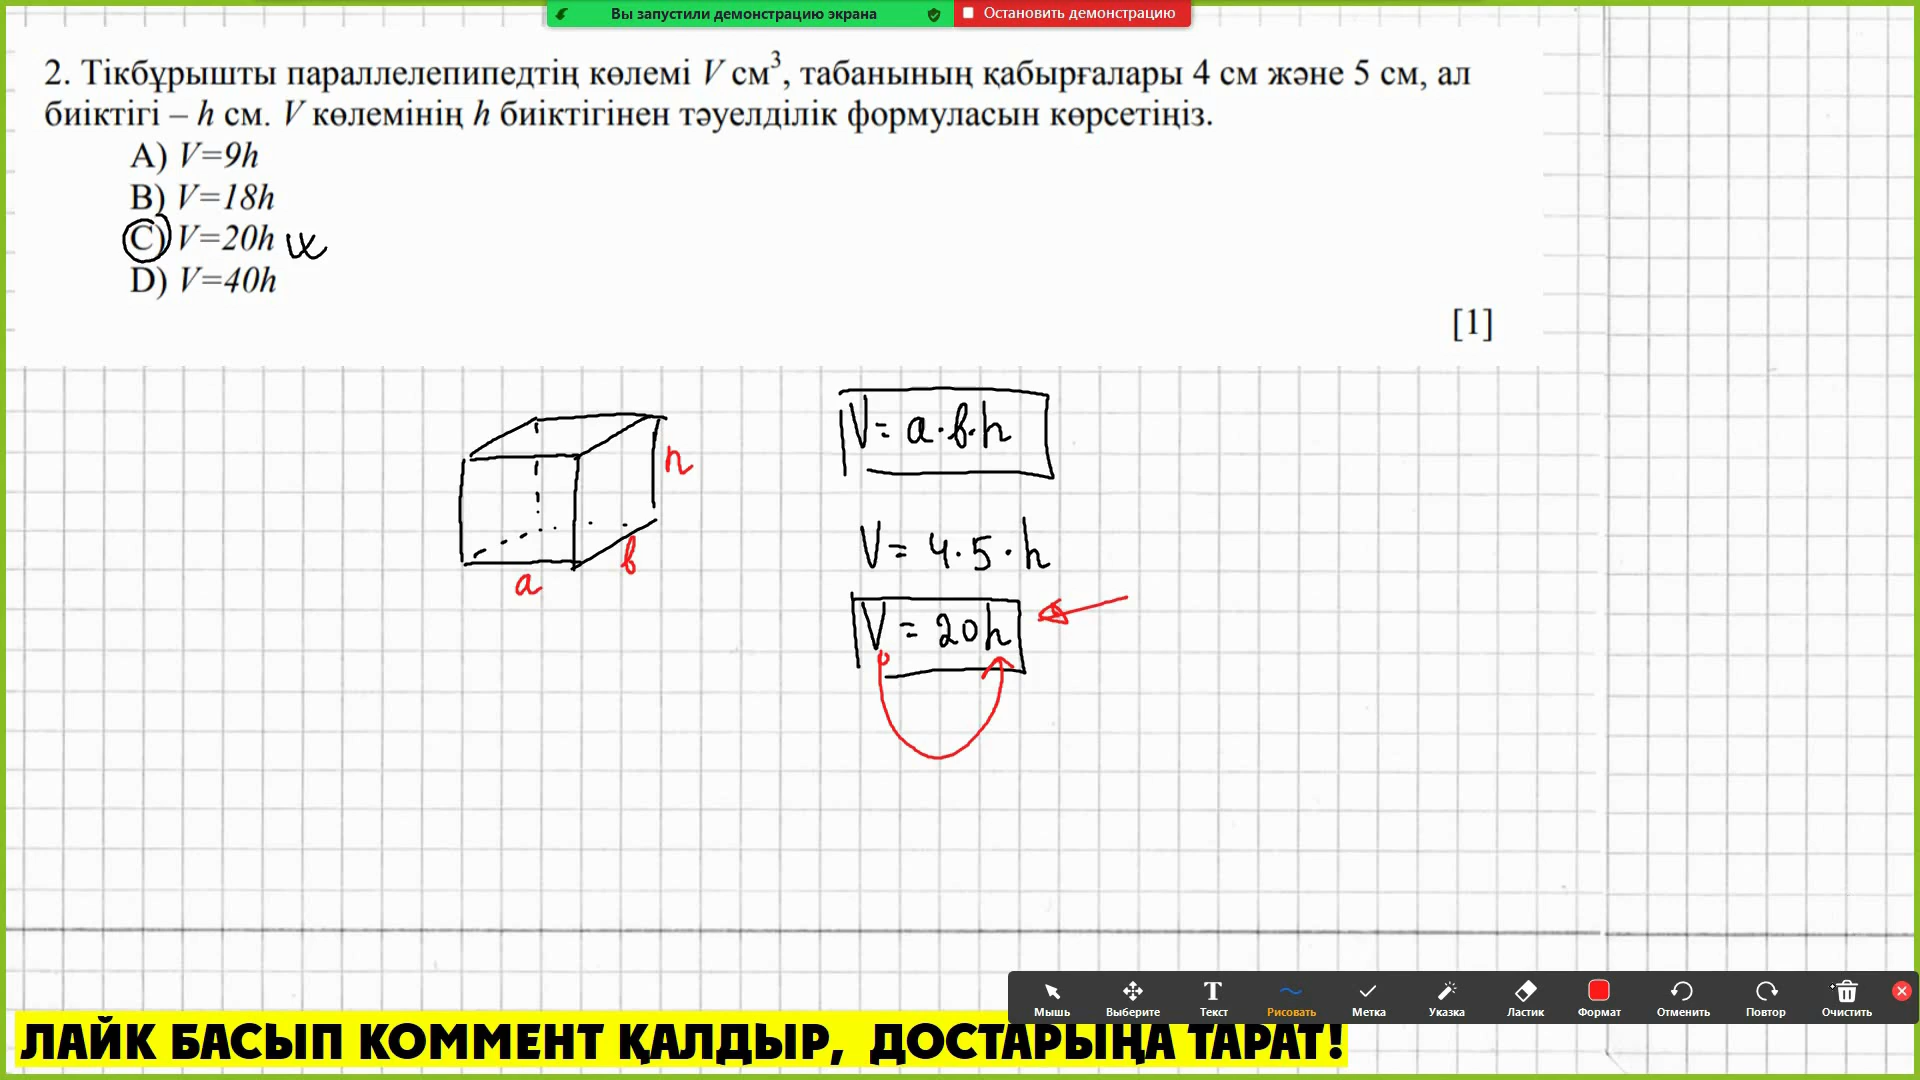 Вы запустили демонстрацию экрана
Остановить демонстрацию
2. Тікбұрышты параллелепипедтің көлемі V см³, табанының қабырғалары 4 см және 5 см, ал
биіктігі – h см. V көлемінің h биіктігінен тәуелділік формуласын көрсетіңіз.
A) V=9h
B) V=18h
C) V=20h
D) V=40h
[1]
V= a·b·h
h
V= 4·5·h
b
a
V = 20h
Мышь Выберите Текст Рисовать Метка Указка Ластик Формат Отменить Повтор Очистить
ЛАЙК БАСЫП КОММЕНТ ҚАЛДЫР, ДОСТАРЫҢА ТАРАТ!